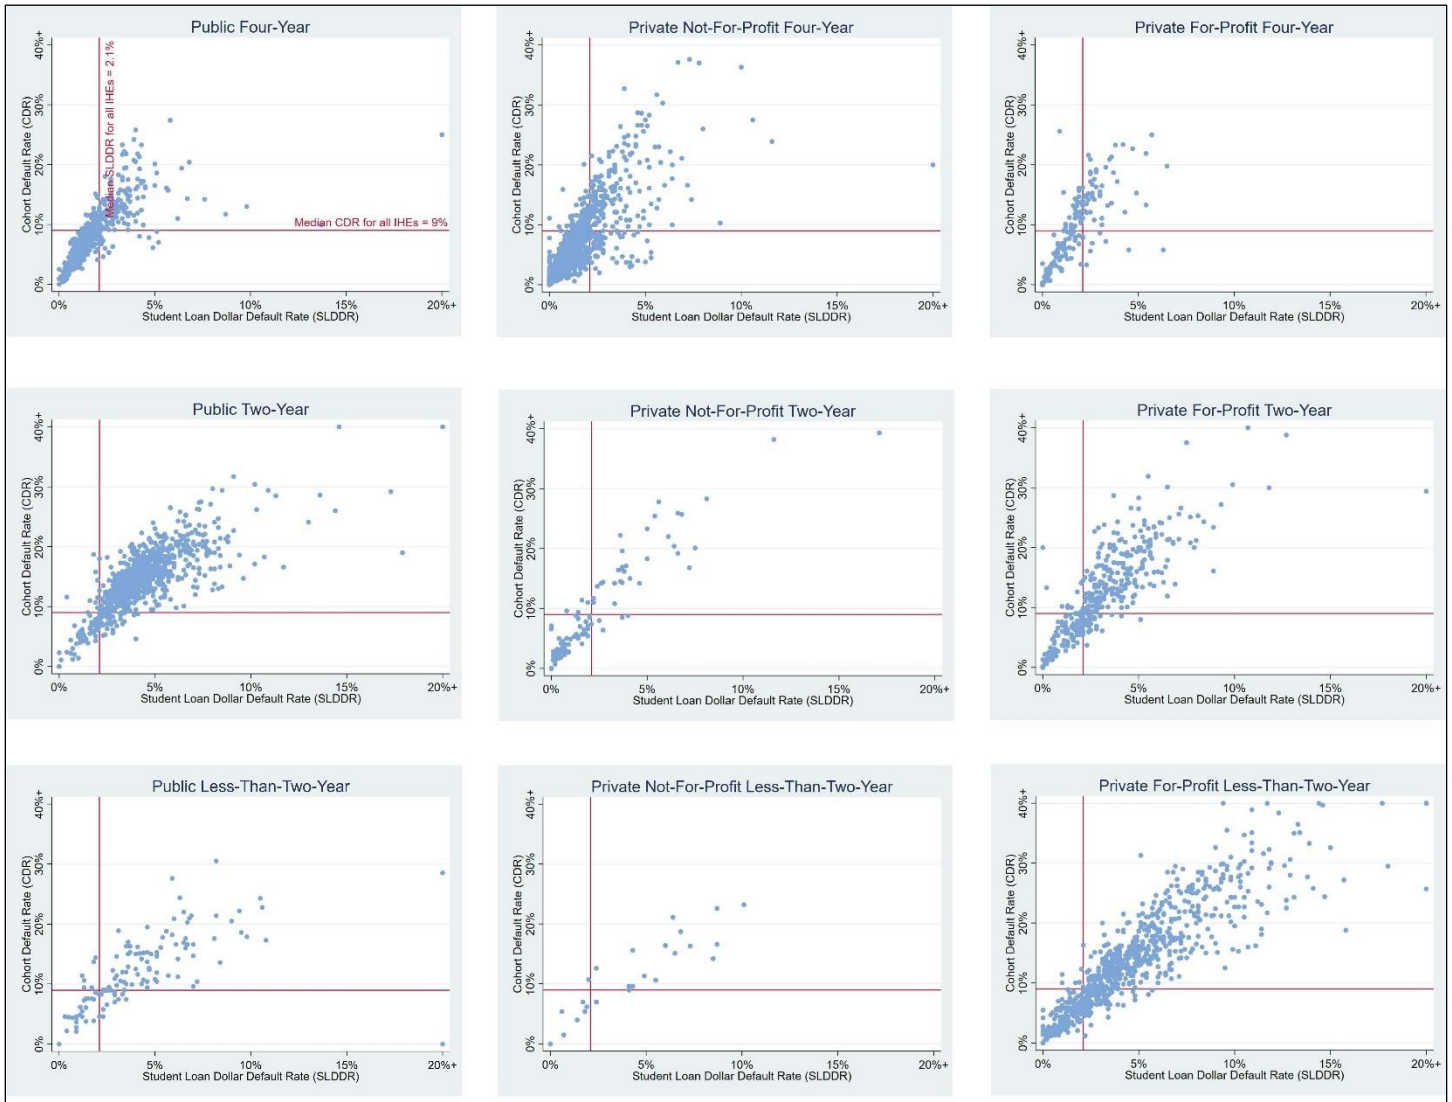 Public Four-Year
Cohort Default Rate (CDR)
40%+
30%
20%
10%
0%
Median SLDDR for all IHEs = 2.1%
Median CDR for all IHEs = 9%
0% 5% 10% 15% 20%+
Student Loan Dollar Default Rate (SLDDR)
Private Not-For-Profit Four-Year
Cohort Default Rate (CDR)
40%+
30%
20%
10%
0%
0% 5% 10% 15% 20%+
Student Loan Dollar Default Rate (SLDDR)
Private For-Profit Four-Year
Cohort Default Rate (CDR)
40%+
30%
20%
10%
0%
0% 5% 10% 15% 20%+
Student Loan Dollar Default Rate (SLDDR)
Public Two-Year
Cohort Default Rate (CDR)
40%+
30%
20%
10%
0%
0% 5% 10% 15% 20%+
Student Loan Dollar Default Rate (SLDDR)
Private Not-For-Profit Two-Year
Cohort Default Rate (CDR)
40%+
30%
20%
10%
0%
0% 5% 10% 15% 20%+
Student Loan Dollar Default Rate (SLDDR)
Private For-Profit Two-Year
Cohort Default Rate (CDR)
40%+
30%
20%
10%
0%
0% 5% 10% 15% 20%+
Student Loan Dollar Default Rate (SLDDR)
Public Less-Than-Two-Year
Cohort Default Rate (CDR)
40%+
30%
20%
10%
0%
0% 5% 10% 15% 20%+
Student Loan Dollar Default Rate (SLDDR)
Private Not-For-Profit Less-Than-Two-Year
Cohort Default Rate (CDR)
40%+
30%
20%
10%
0%
0% 5% 10% 15% 20%+
Student Loan Dollar Default Rate (SLDDR)
Private For-Profit Less-Than-Two-Year
Cohort Default Rate (CDR)
40%+
30%
20%
10%
0%
0% 5% 10% 15% 20%+
Student Loan Dollar Default Rate (SLDDR)